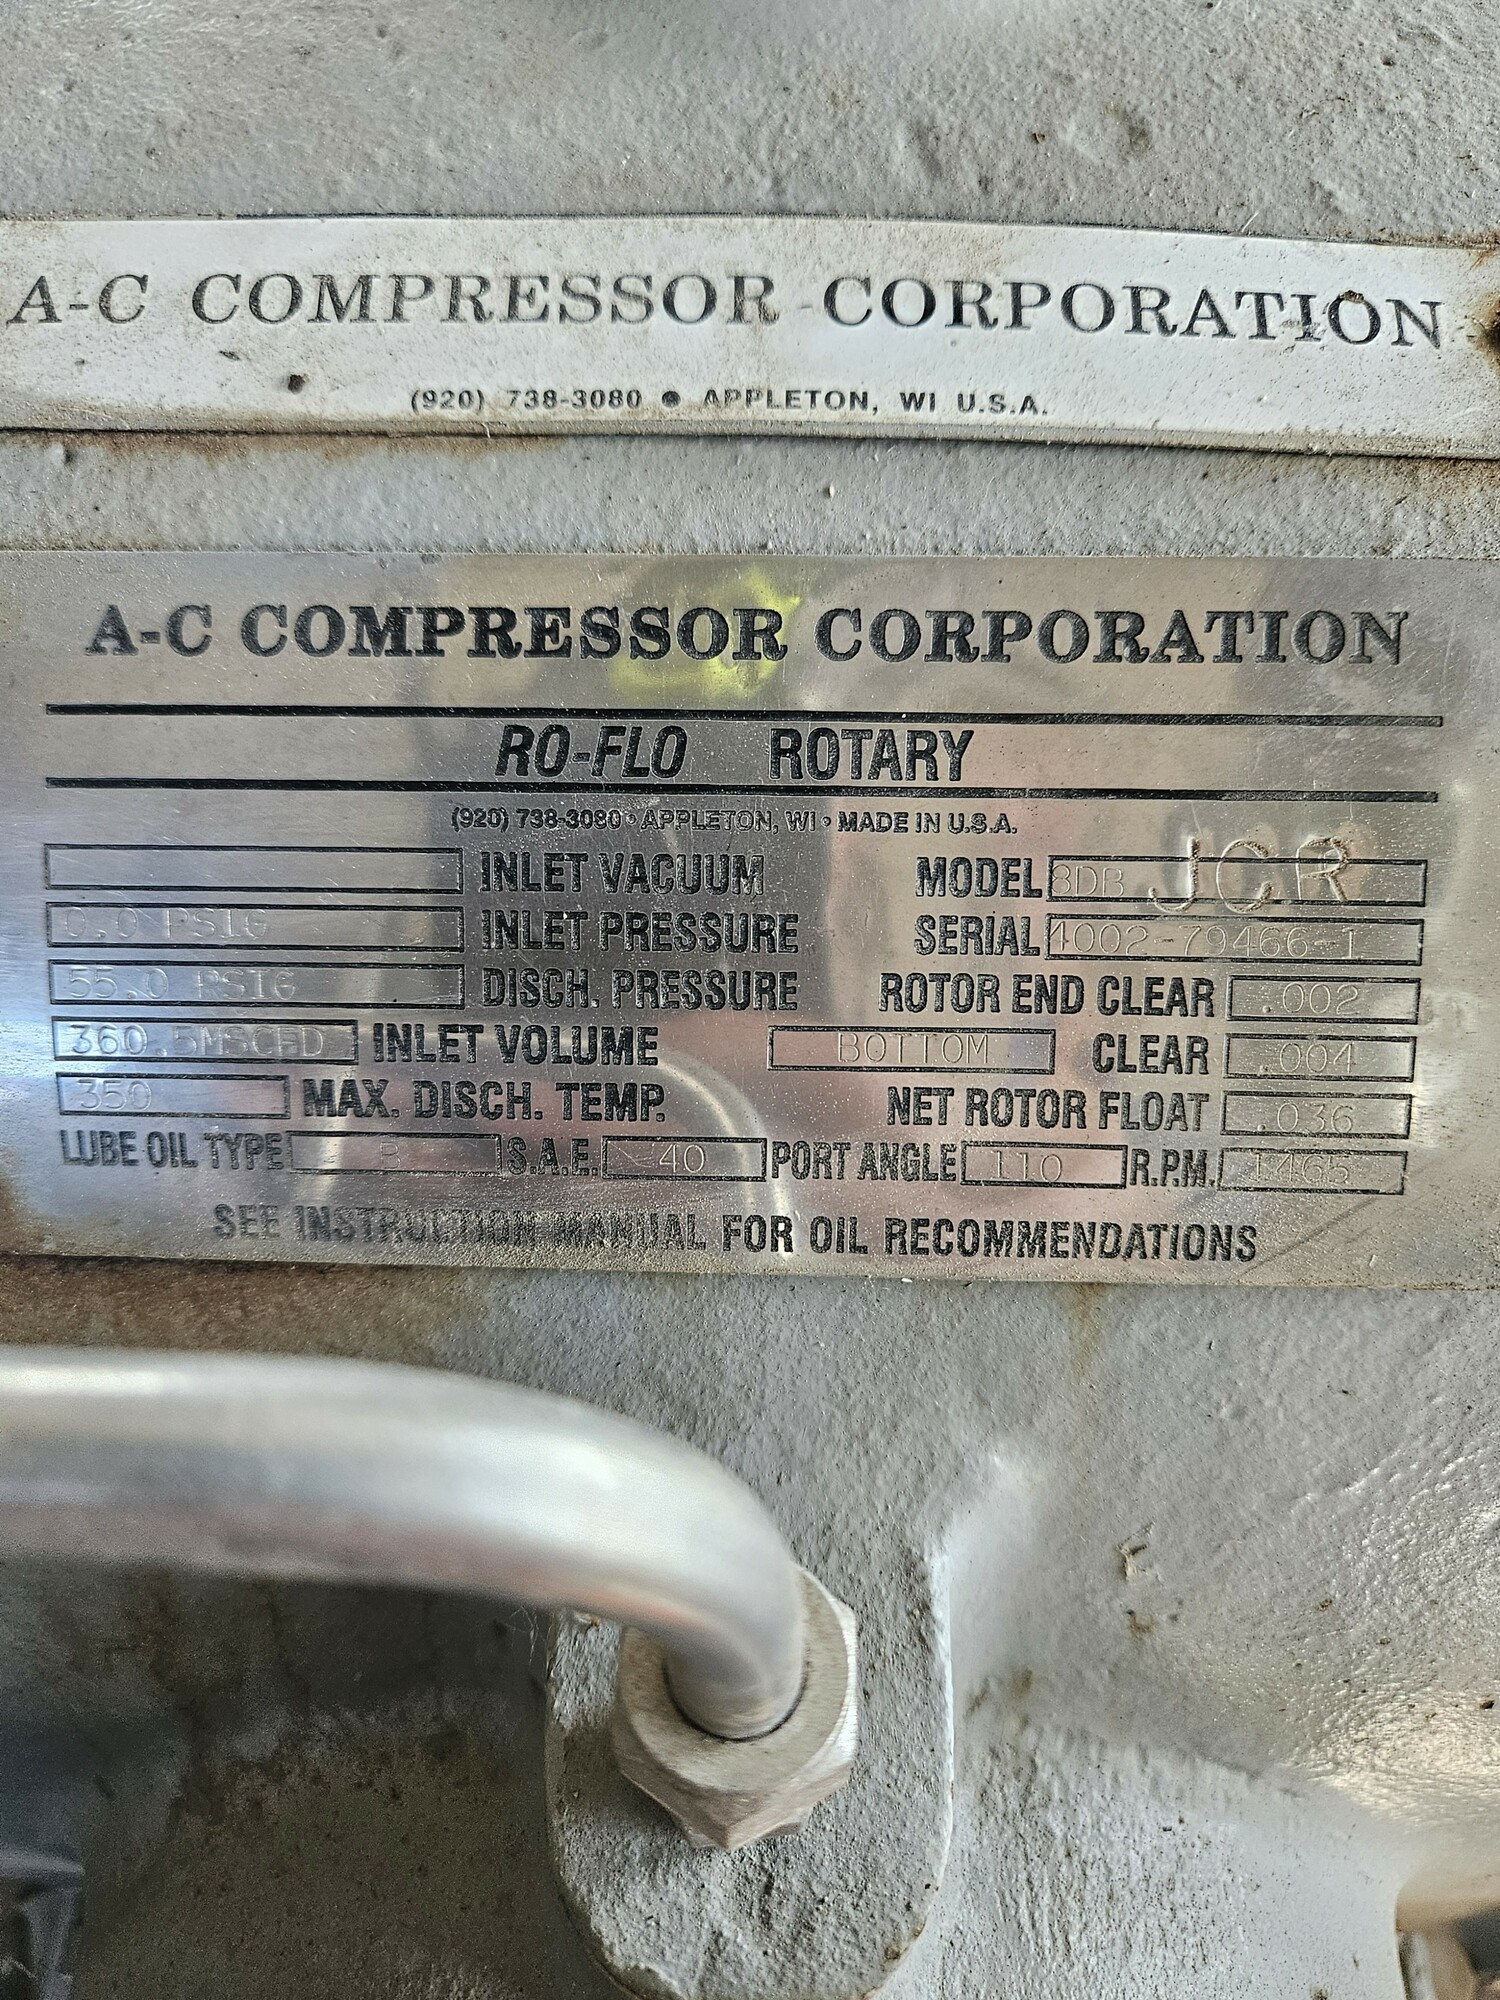 A-C COMPRESSOR CORPORATION
(920) 738-3080 • APPLETON, WI U.S.A.
A-C COMPRESSOR CORPORATION
RO-FLO ROTARY
(920) 738-3080 • APPLETON, WI • MADE IN U.S.A.
INLET VACUUM MODEL 8DB JCR
0.0 PSIG INLET PRESSURE SERIAL 4002-79466-1
55.0 PSIG DISCH. PRESSURE ROTOR END CLEAR .002
360.5MSCFD INLET VOLUME BOTTOM CLEAR .004
350 MAX. DISCH. TEMP. NET ROTOR FLOAT .036
LUBE OIL TYPE B S.A.E. 40 PORT ANGLE 110 R.P.M. 1465
SEE INSTRUCTION MANUAL FOR OIL RECOMMENDATIONS